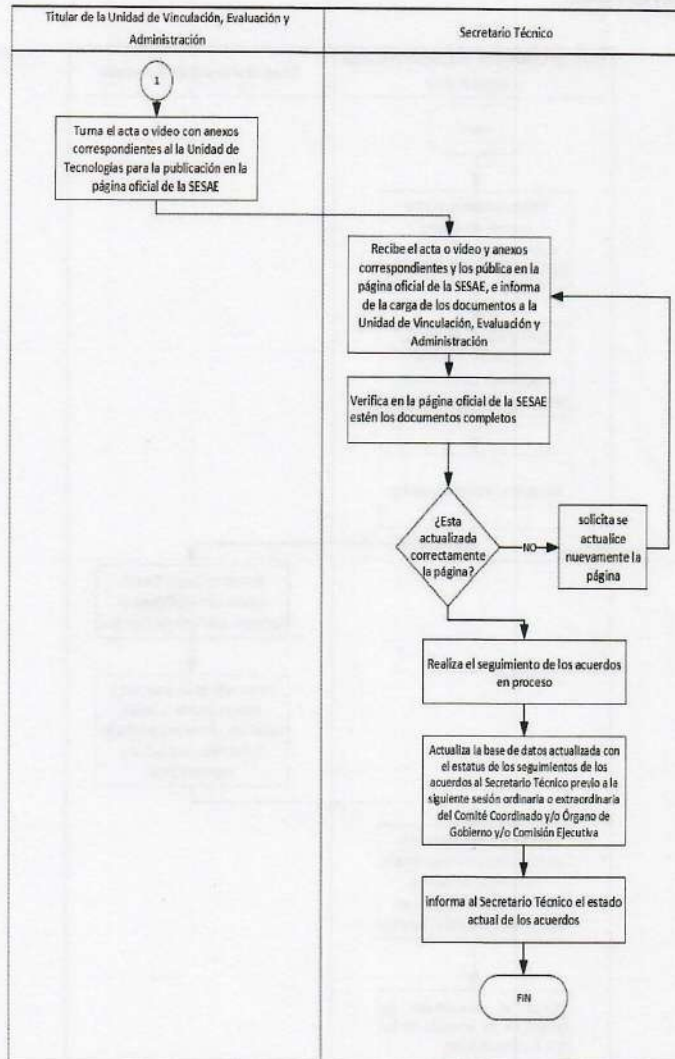 Titular de la Unidad de Vinculación, Evaluación y
Administración
Secretario Técnico
1
Turna el acta o video con anexos
correspondientes al la Unidad de
Tecnologías para la publicación en la
página oficial de la SESAE
Recibe el acta o video y anexos
correspondientes y los pública en la
página oficial de la SESAE, e informa
de la carga de los documentos a la
Unidad de Vinculación, Evaluación y
Administración
Verifica en la página oficial de la SESAE
estén los documentos completos
¿Esta
actualizada
correctamente
la página?
NO
solicita se
actualice
nuevamente la
página
Realiza el seguimiento de los acuerdos
en proceso
Actualiza la base de datos actualizada con
el estatus de los seguimientos de los
acuerdos al Secretario Técnico previo a la
siguiente sesión ordinaria o extraordinaria
del Comité Coordinado y/o Órgano de
Gobierno y/o Comisión Ejecutiva
informa al Secretario Técnico el estado
actual de los acuerdos
FIN